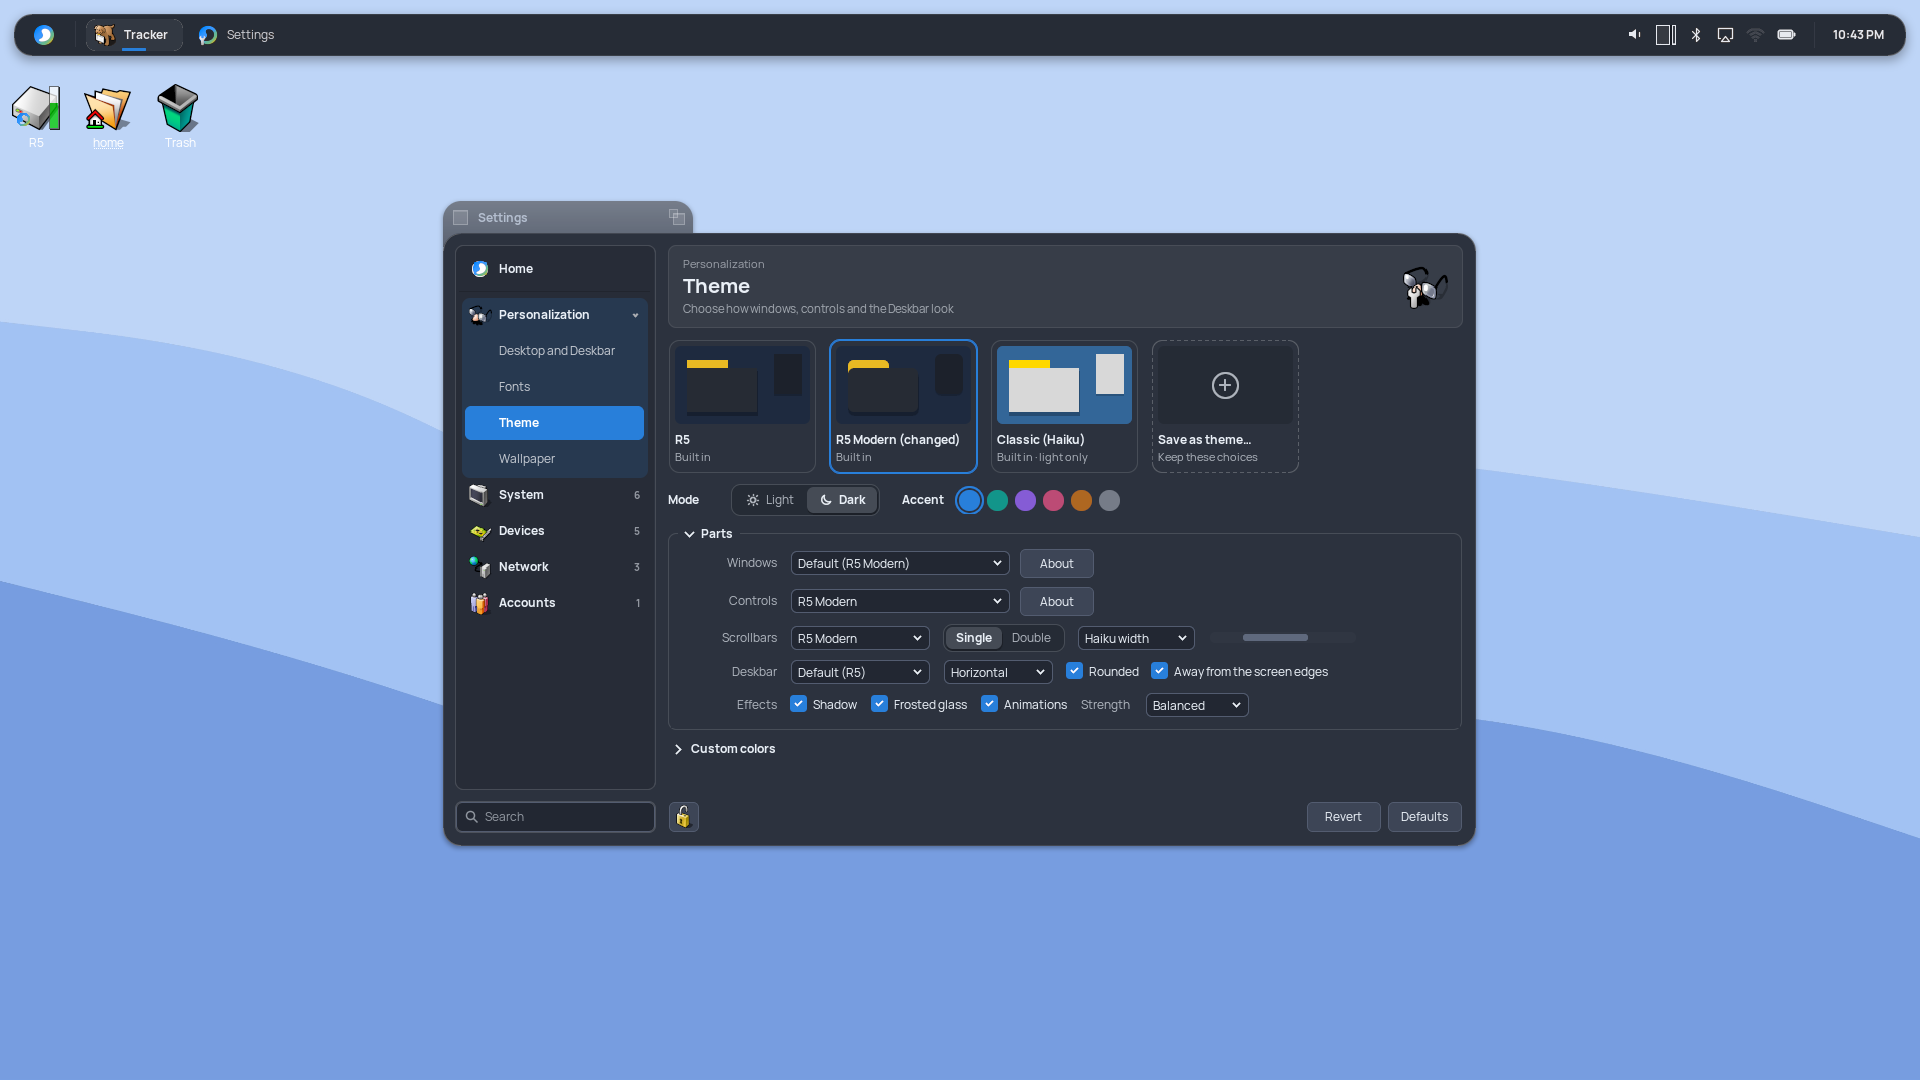 Tracker
Settings
10:43 PM
R5
home
Trash
Settings
Home
Personalization
Desktop and Deskbar
Fonts
Theme
Wallpaper
System 6
Devices 5
Network 3
Accounts 1
Search
Personalization
Theme
Choose how windows, controls and the Deskbar look
R5
Built in
R5 Modern (changed)
Built in
Classic (Haiku)
Built in · light only
Save as theme...
Keep these choices
Mode Light Dark Accent
Parts
Windows Default (R5 Modern) About
Controls R5 Modern About
Scrollbars R5 Modern Single Double Haiku width
Deskbar Default (R5) Horizontal Rounded Away from the screen edges
Effects Shadow Frosted glass Animations Strength Balanced
Custom colors
Revert Defaults